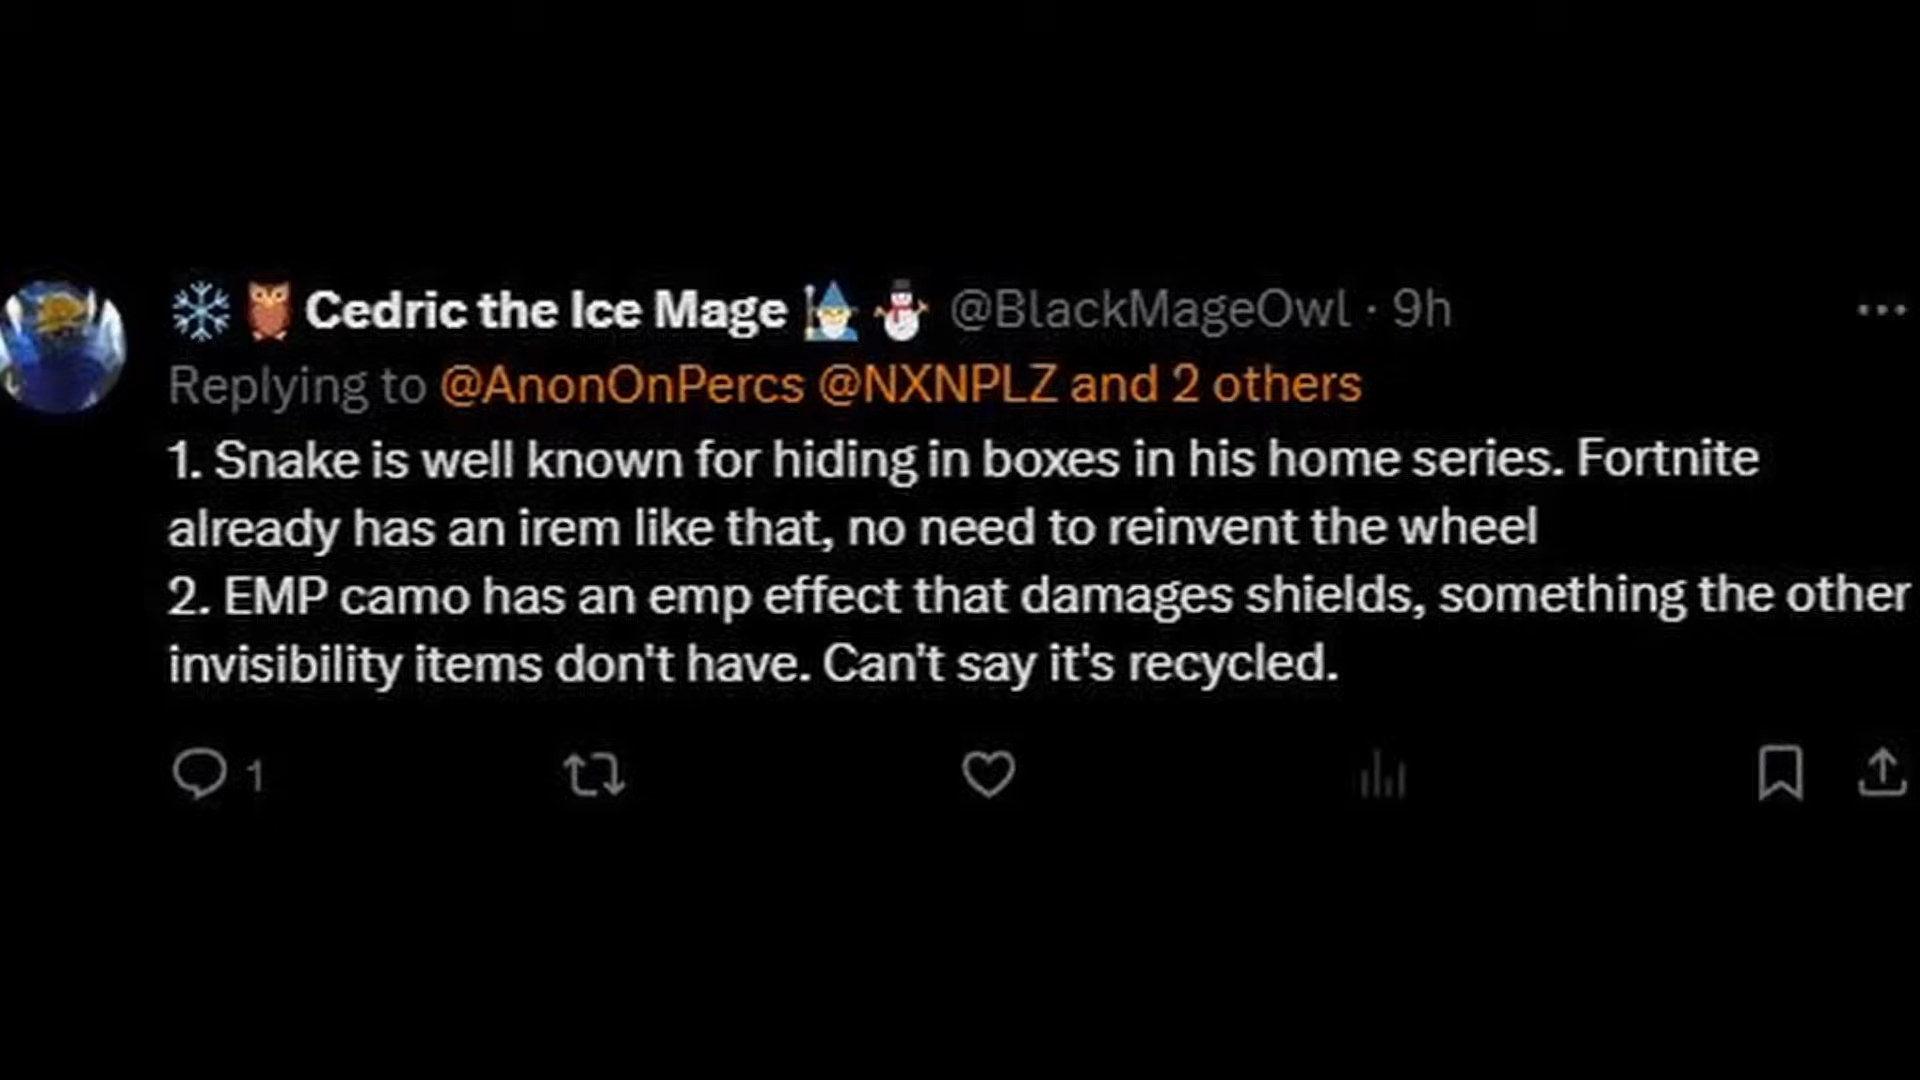 ❄️🦉 Cedric the Ice Mage 🧙‍♂️⛄ @BlackMageOwl · 9h
Replying to @AnonOnPercs @NXNPLZ and 2 others
1. Snake is well known for hiding in boxes in his home series. Fortnite
already has an irem like that, no need to reinvent the wheel
2. EMP camo has an emp effect that damages shields, something the other
invisibility items don't have. Can't say it's recycled.
1